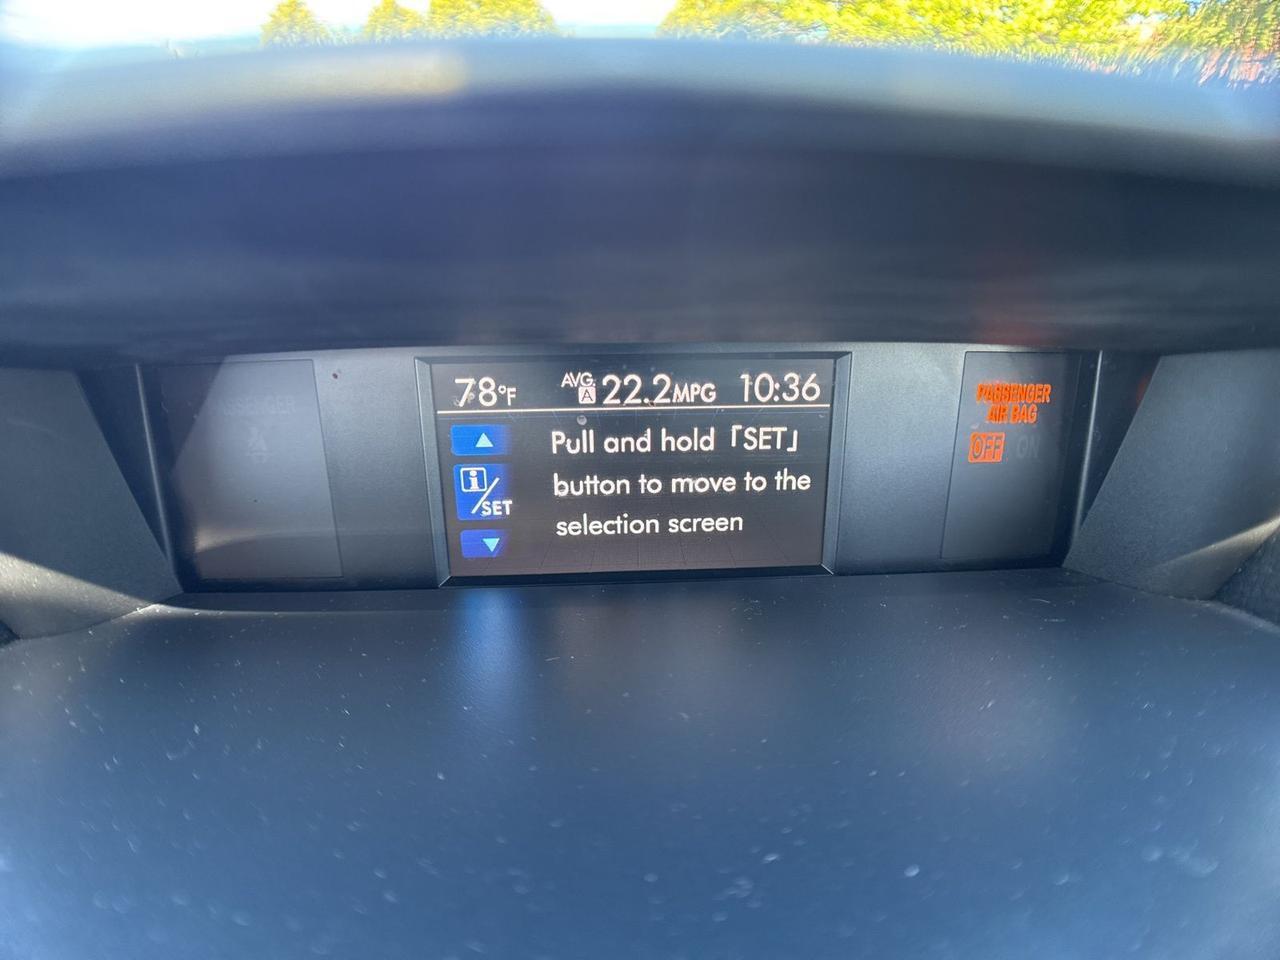 78°F AVG. A 22.2MPG 10:36
Pull and hold「SET」
button to move to the
selection screen
i/SET
PASSENGER
AIR BAG
OFF ON